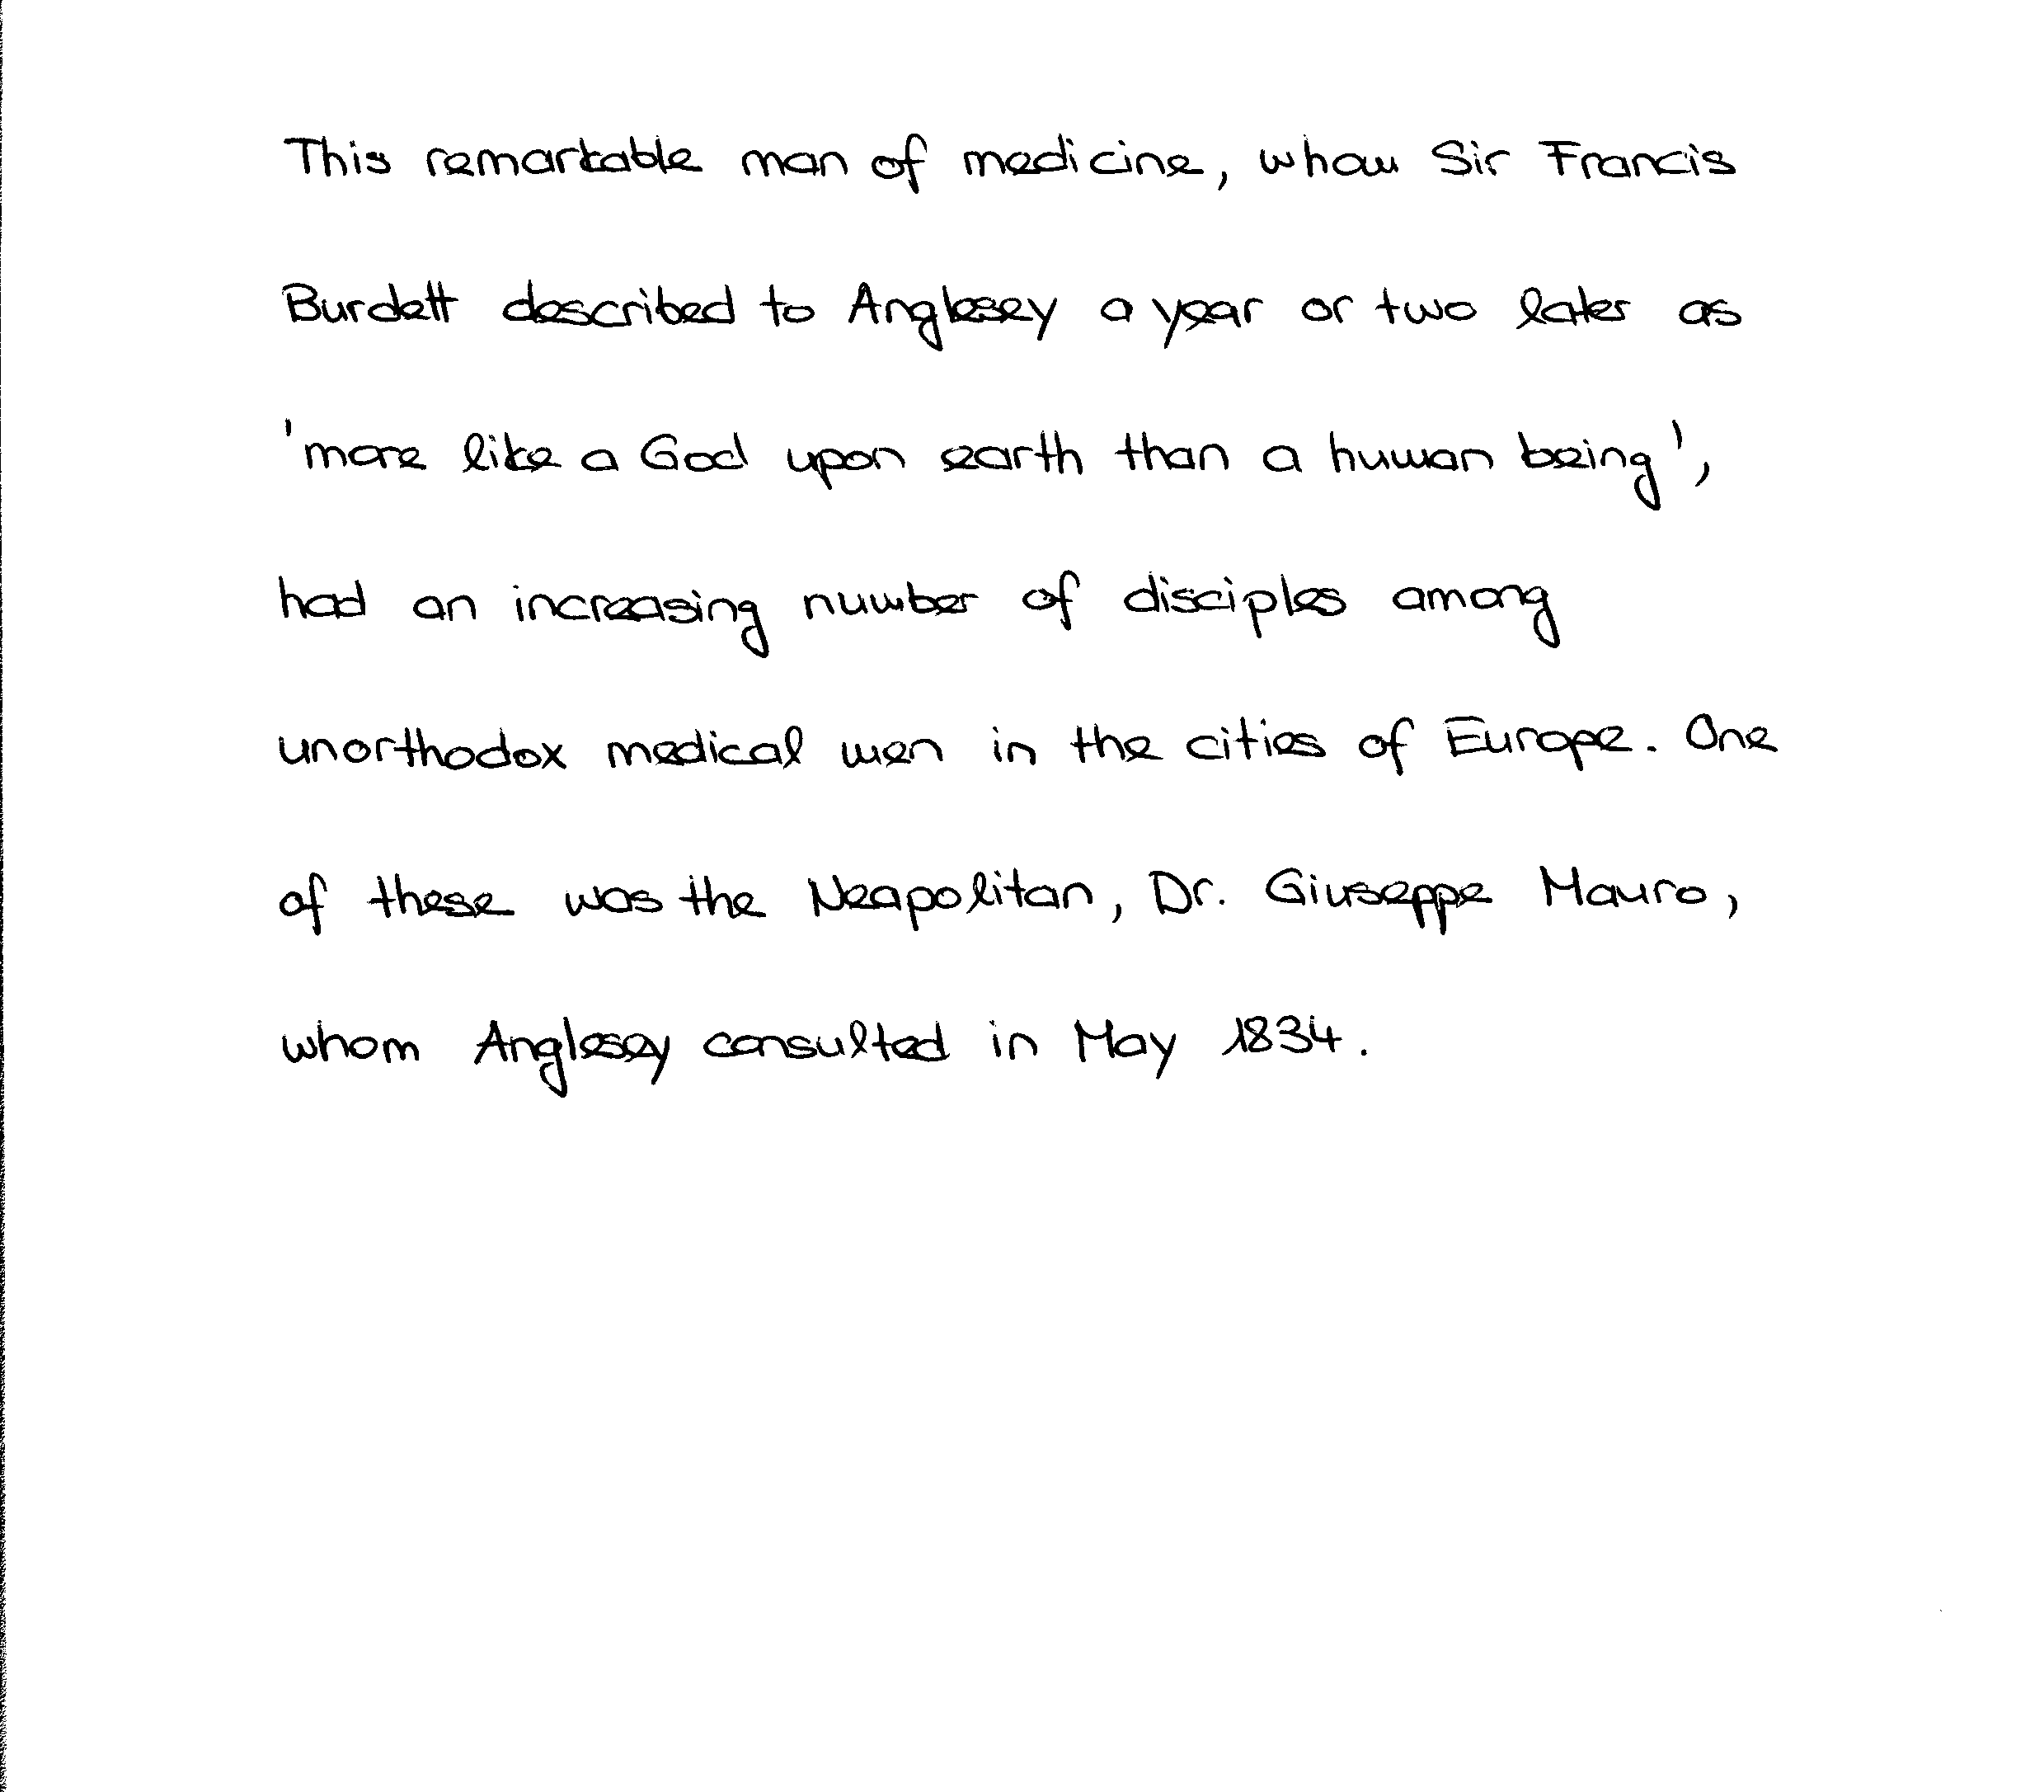 This remarkable man of medicine, whom Sir Francis
Burdett described to Anglesey a year or two later as
'more like a God upon earth than a human being',
had an increasing number of disciples among
unorthodox medical men in the cities of Europe. One
of these was the Neapolitan, Dr. Giuseppe Mauro,
whom Anglesey consulted in May 1834.